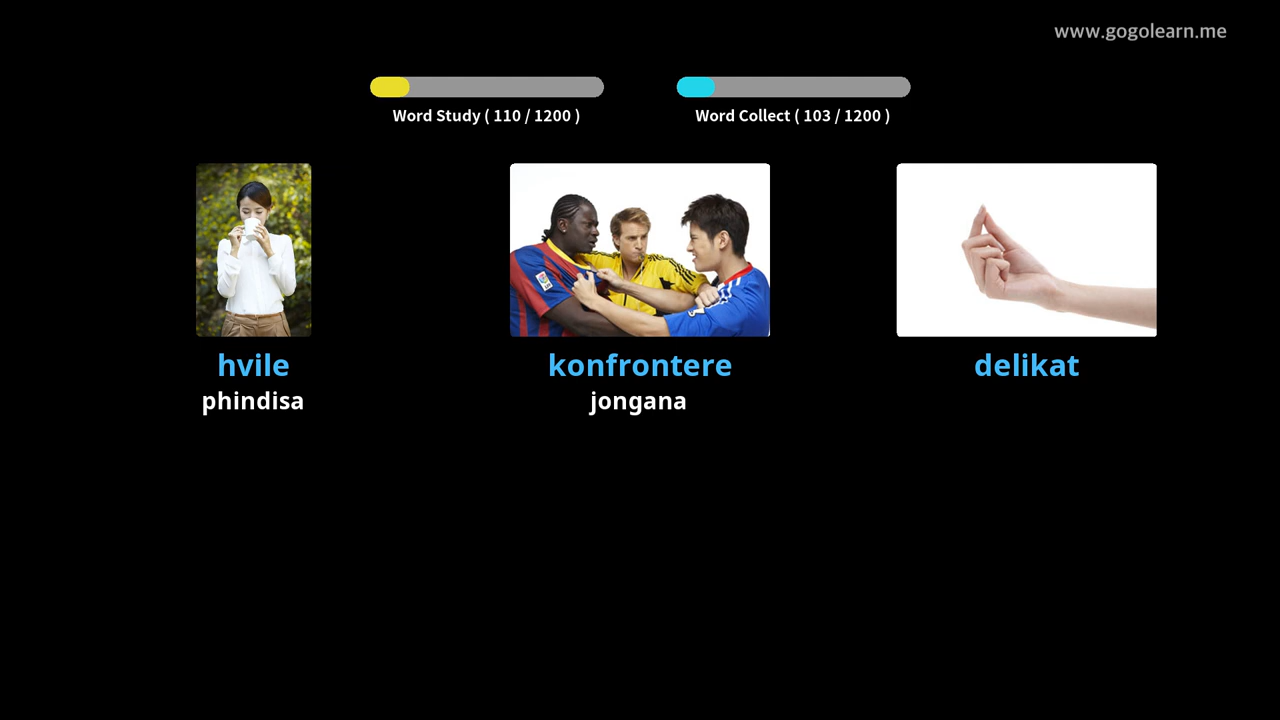 www.gogolearn.me
Word Study ( 110 / 1200 )
Word Collect ( 103 / 1200 )
hvile
phindisa
konfrontere
jongana
delikat